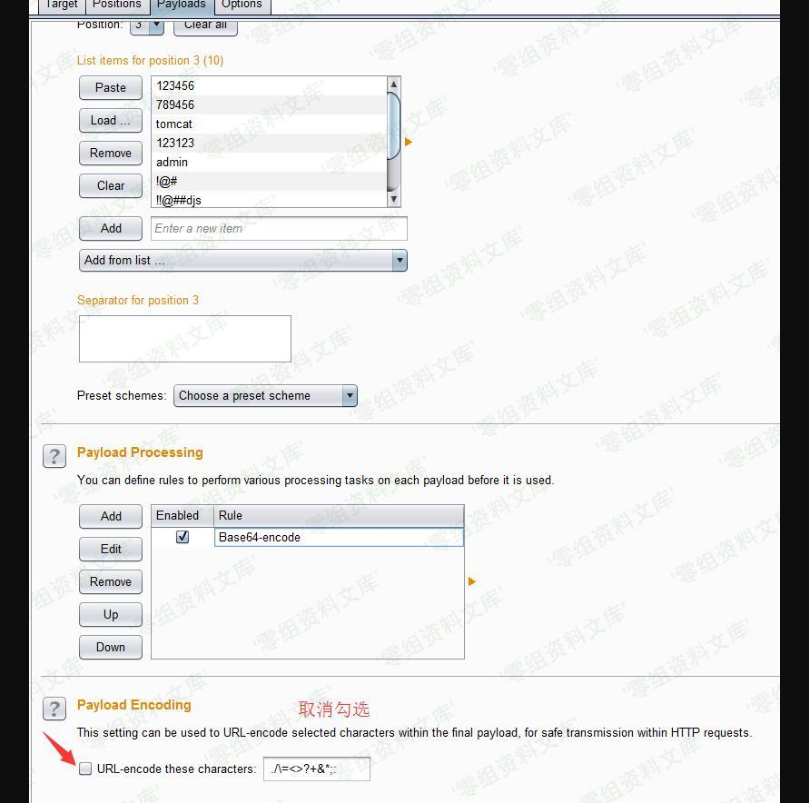 Target Positions Payloads Options
Position: 3 Clear all
List items for position 3 (10)
Paste
Load ...
Remove
Clear
123456
789456
tomcat
123123
admin
!@#
!!@##djs
Add Enter a new item
Add from list ...
Separator for position 3
Preset schemes: Choose a preset scheme
? Payload Processing
You can define rules to perform various processing tasks on each payload before it is used.
Add
Edit
Remove
Up
Down
Enabled Rule
Base64-encode
? Payload Encoding 取消勾选
This setting can be used to URL-encode selected characters within the final payload, for safe transmission within HTTP requests.
URL-encode these characters: ./\=<>?+&*;:
'零组资料文库'